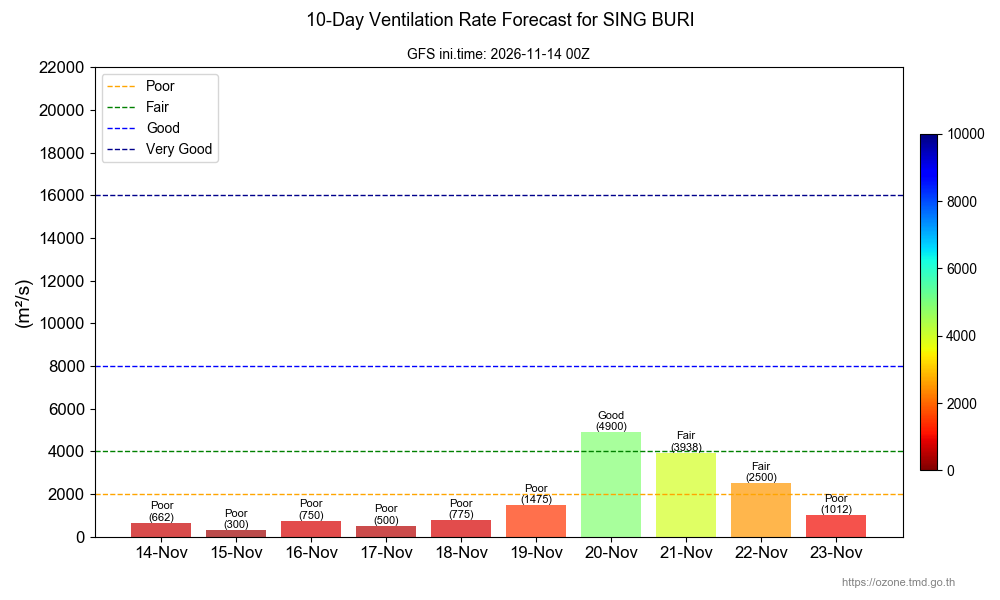 10-Day Ventilation Rate Forecast for SING BURI
GFS ini.time: 2026-11-14 00Z
(m²/s)
22000
20000
18000
16000
14000
12000
10000
8000
6000
4000
2000
0
Poor
Fair
Good
Very Good
Poor
(662)
Poor
(300)
Poor
(750)
Poor
(500)
Poor
(775)
Poor
(1475)
Good
(4900)
Fair
(3938)
Fair
(2500)
Poor
(1012)
14-Nov
15-Nov
16-Nov
17-Nov
18-Nov
19-Nov
20-Nov
21-Nov
22-Nov
23-Nov
10000
8000
6000
4000
2000
0
https://ozone.tmd.go.th